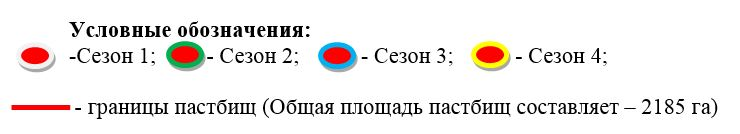 Условные обозначения:
-Сезон 1; - Сезон 2; - Сезон 3; - Сезон 4;
- границы пастбищ (Общая площадь пастбищ составляет – 2185 га)